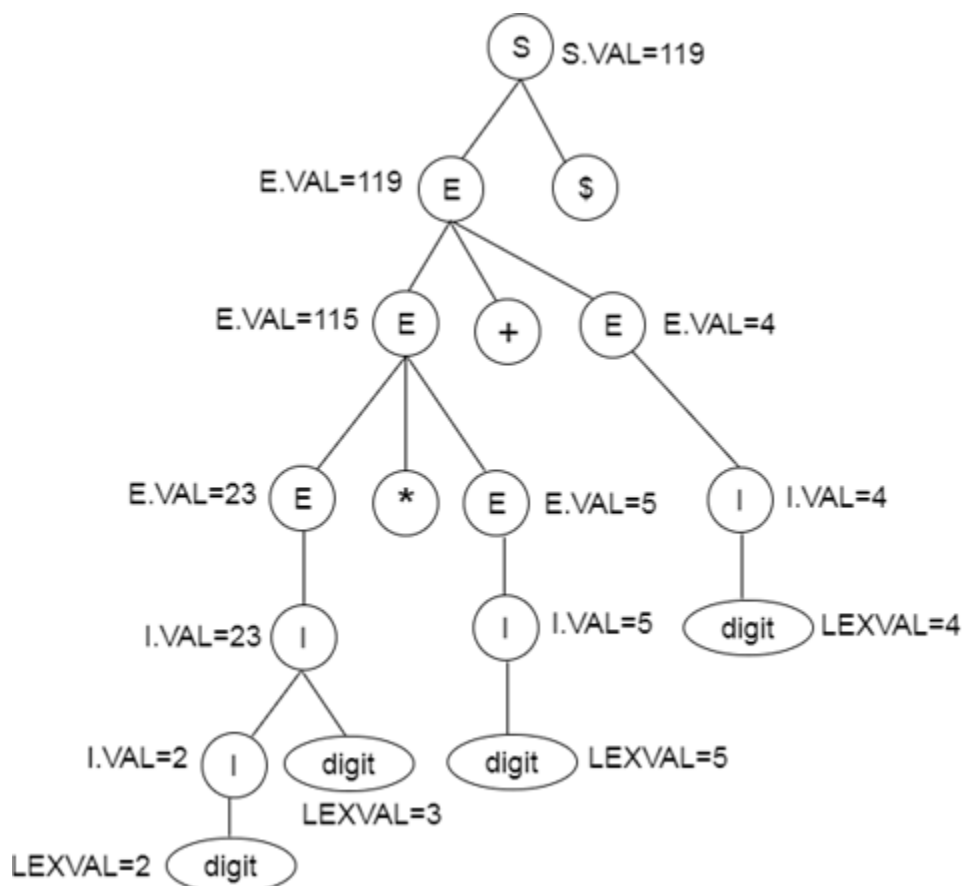 S S.VAL=119
E.VAL=119 E $
E.VAL=115 E + E E.VAL=4
E.VAL=23 E * E E.VAL=5 I I.VAL=4
I.VAL=23 I I I.VAL=5 digit LEXVAL=4
I.VAL=2 I digit digit LEXVAL=5
LEXVAL=3
LEXVAL=2 digit